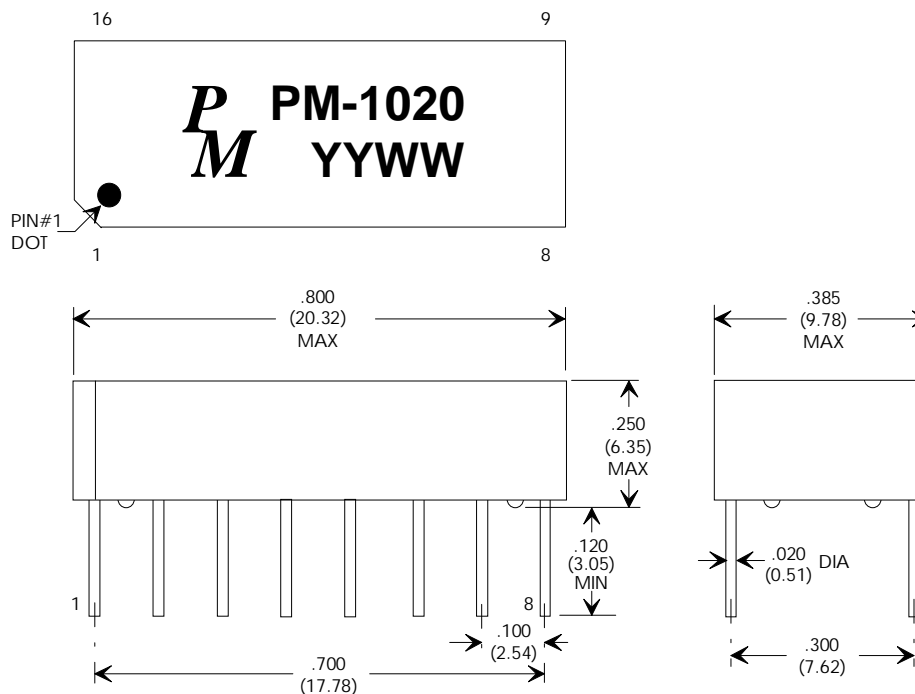 16
9
PM PM-1020
YYWW
PIN#1
DOT
1
8
.800
(20.32)
MAX
.385
(9.78)
MAX
.250
(6.35)
MAX
.120
(3.05)
MIN
.020
(0.51)
DIA
1
8
.100
(2.54)
.300
(7.62)
.700
(17.78)